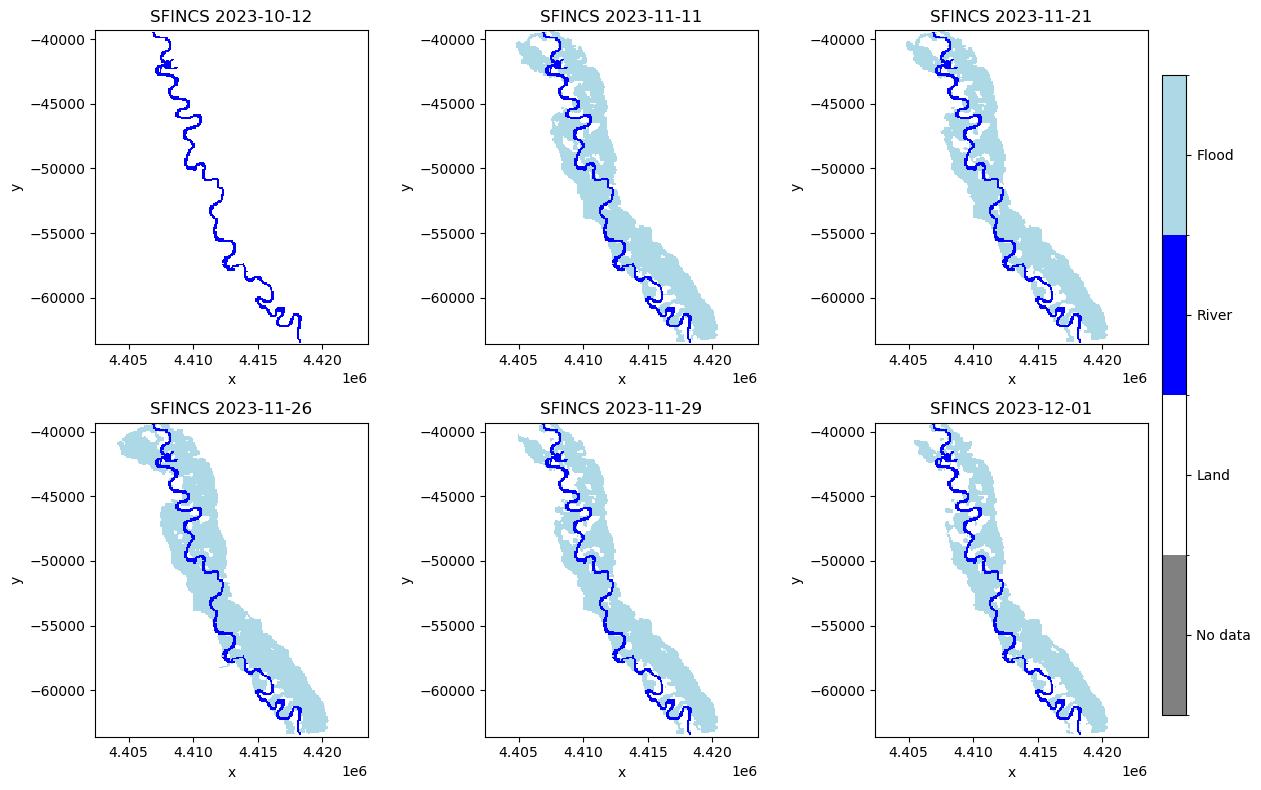 SFINCS 2023-10-12
−40000
−45000
−50000
−55000
−60000
y
4.405 4.410 4.415 4.420
1e6
x
SFINCS 2023-11-11
−40000
−45000
−50000
−55000
−60000
y
4.405 4.410 4.415 4.420
1e6
x
SFINCS 2023-11-21
−40000
−45000
−50000
−55000
−60000
y
4.405 4.410 4.415 4.420
1e6
x
SFINCS 2023-11-26
−40000
−45000
−50000
−55000
−60000
y
4.405 4.410 4.415 4.420
1e6
x
SFINCS 2023-11-29
−40000
−45000
−50000
−55000
−60000
y
4.405 4.410 4.415 4.420
1e6
x
SFINCS 2023-12-01
−40000
−45000
−50000
−55000
−60000
y
4.405 4.410 4.415 4.420
1e6
x
Flood
River
Land
No data